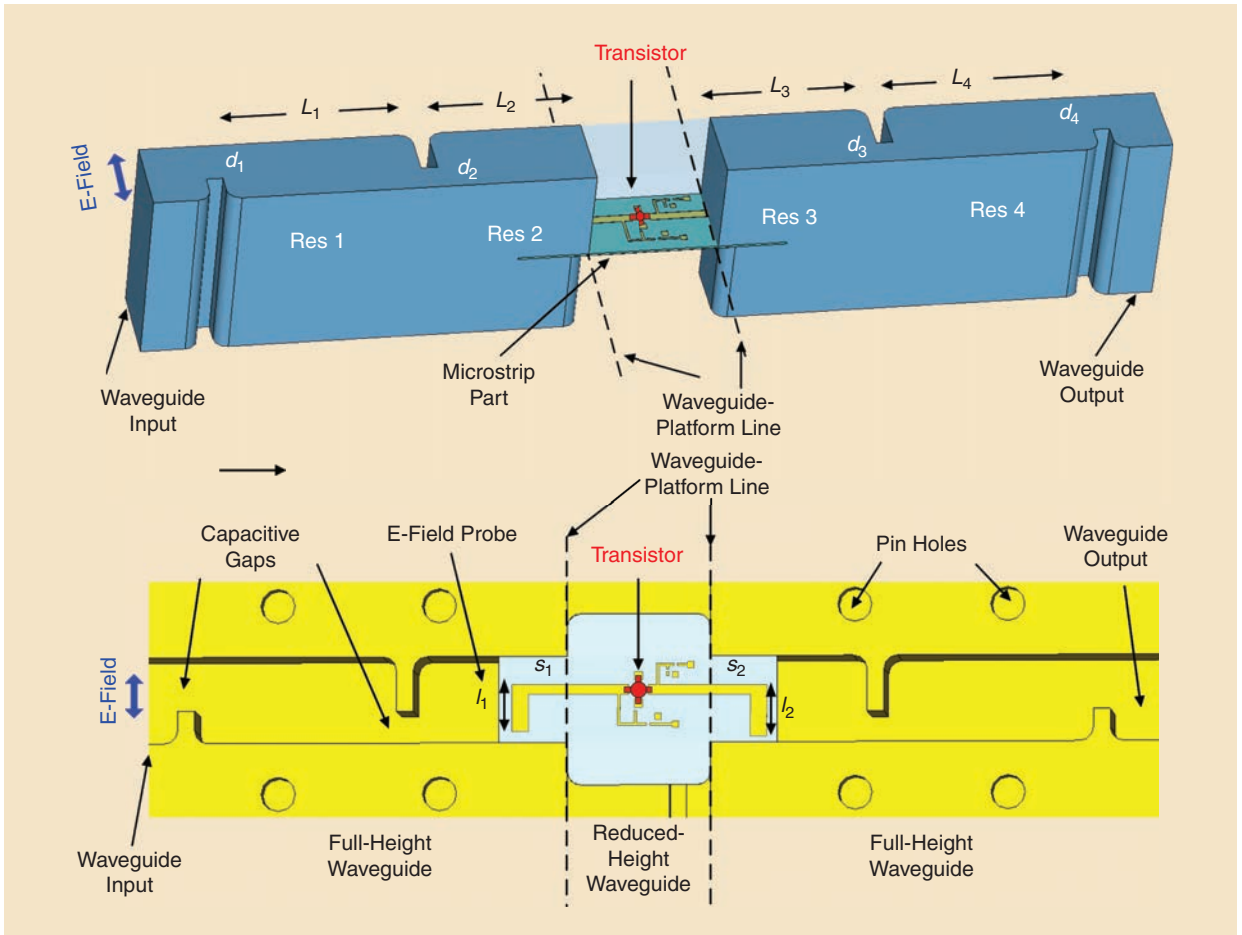 Transistor
L1
L2
L3
L4
E-Field
d1
d2
d3
d4
Res 1
Res 2
Res 3
Res 4
Waveguide
Input
Microstrip
Part
Waveguide-
Platform Line
Waveguide
Output
Waveguide-
Platform Line
Capacitive
Gaps
E-Field Probe
Transistor
Pin Holes
Waveguide
Output
E-Field
s1
s2
l1
l2
Waveguide
Input
Full-Height
Waveguide
Reduced-
Height
Waveguide
Full-Height
Waveguide